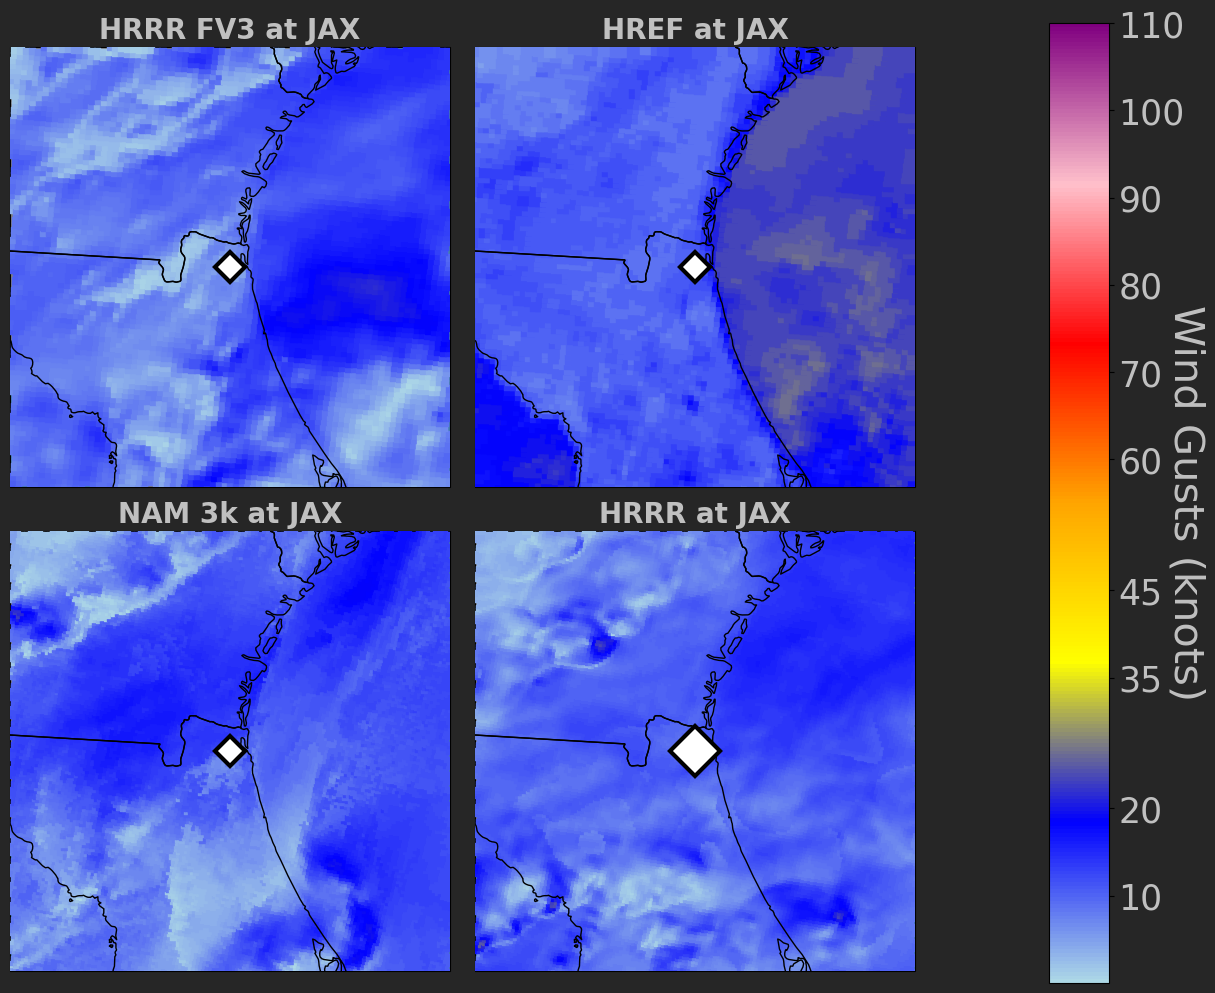 HRRR FV3 at JAX
HREF at JAX
NAM 3k at JAX
HRRR at JAX
110
100
90
80
70
60
45
35
20
10
Wind Gusts (knots)